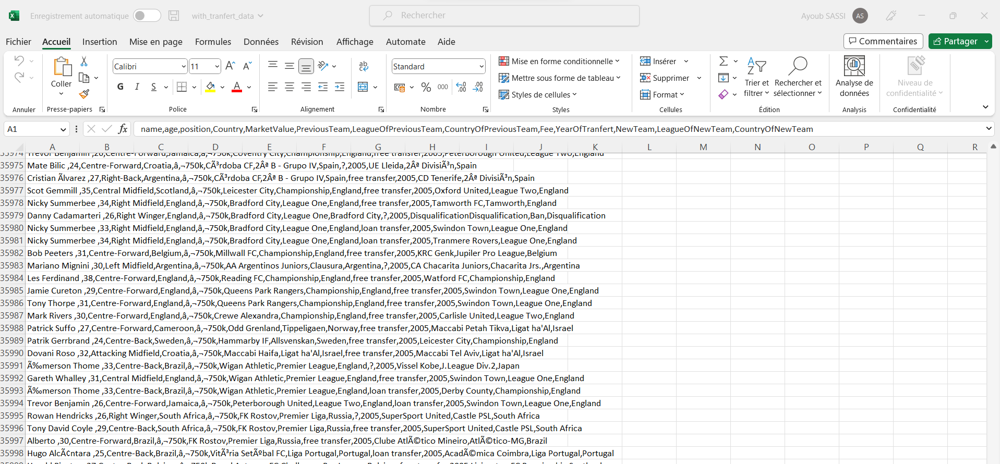 Enregistrement automatique
with_tranfert_data
Rechercher
Ayoub SASSI
AS
Fichier Accueil Insertion Mise en page Formules Données Révision Affichage Automate Aide
Commentaires
Partager
Coller
Calibri
11
G I S
Standard
% 000
Mise en forme conditionnelle
Mettre sous forme de tableau
Styles de cellules
Insérer
Supprimer
Format
Trier et filtrer
Rechercher et sélectionner
Analyse de données
Niveau de confidentialité
Annuler Presse-papiers Police Alignement Nombre Styles Cellules Édition Analysis Confidentialité
A1
fx
name,age,position,Country,MarketValue,PreviousTeam,LeagueOfPreviousTeam,CountryOfPreviousTeam,Fee,YearOfTranfert,NewTeam,LeagueOfNewTeam,CountryOfNewTeam
A B C D E F G H I J K L M N O P Q R
35974 Trevor Benjamin ,26,Centre-Forward,Jamaica,â‚¬750k,Coventry City,Championship,England,free transfer,2005,Peterborough United,League Two,England
35975 Mate Bilic ,24,Centre-Forward,Croatia,â‚¬750k,CÃ³rdoba CF,2Âª B - Grupo IV,Spain,?,2005,UE Lleida,2Âª DivisiÃ³n,Spain
35976 Cristian Ãlvarez ,27,Right-Back,Argentina,â‚¬750k,CÃ³rdoba CF,2Âª B - Grupo IV,Spain,free transfer,2005,CD Tenerife,2Âª DivisiÃ³n,Spain
35977 Scot Gemmill ,35,Central Midfield,Scotland,â‚¬750k,Leicester City,Championship,England,free transfer,2005,Oxford United,League Two,England
35978 Nicky Summerbee ,34,Right Midfield,England,â‚¬750k,Bradford City,League One,England,free transfer,2005,Tamworth FC,Tamworth,England
35979 Danny Cadamarteri ,26,Right Winger,England,â‚¬750k,Bradford City,League One,Bradford City,?,2005,DisqualificationDisqualification,Ban,Disqualification
35980 Nicky Summerbee ,33,Right Midfield,England,â‚¬750k,Bradford City,League One,England,loan transfer,2005,Swindon Town,League One,England
35981 Nicky Summerbee ,34,Right Midfield,England,â‚¬750k,Bradford City,League One,England,loan transfer,2005,Tranmere Rovers,League One,England
35982 Bob Peeters ,31,Centre-Forward,Belgium,â‚¬750k,Millwall FC,Championship,England,free transfer,2005,KRC Genk,Jupiler Pro League,Belgium
35983 Mariano Mignini ,30,Left Midfield,Argentina,â‚¬750k,AA Argentinos Juniors,Clausura,Argentina,?,2005,CA Chacarita Juniors,Chacarita Jrs.,Argentina
35984 Les Ferdinand ,38,Centre-Forward,England,â‚¬750k,Reading FC,Championship,England,free transfer,2005,Watford FC,Championship,England
35985 Jamie Cureton ,29,Centre-Forward,England,â‚¬750k,Queens Park Rangers,Championship,England,free transfer,2005,Swindon Town,League One,England
35986 Tony Thorpe ,31,Centre-Forward,England,â‚¬750k,Queens Park Rangers,Championship,England,free transfer,2005,Swindon Town,League One,England
35987 Mark Rivers ,30,Centre-Forward,England,â‚¬750k,Crewe Alexandra,Championship,England,free transfer,2005,Carlisle United,League Two,England
35988 Patrick Suffo ,27,Centre-Forward,Cameroon,â‚¬750k,Odd Grenland,Tippeligaen,Norway,free transfer,2005,Maccabi Petah Tikva,Ligat ha'Al,Israel
35989 Patrik Gerrbrand ,24,Centre-Back,Sweden,â‚¬750k,Hammarby IF,Allsvenskan,Sweden,free transfer,2005,Leicester City,Championship,England
35990 Dovani Roso ,32,Attacking Midfield,Croatia,â‚¬750k,Maccabi Haifa,Ligat ha'Al,Israel,free transfer,2005,Maccabi Tel Aviv,Ligat ha'Al,Israel
35991 Ã‰merson Thome ,33,Centre-Back,Brazil,â‚¬750k,Wigan Athletic,Premier League,England,?,2005,Vissel Kobe,J.League Div.2,Japan
35992 Gareth Whalley ,31,Central Midfield,England,â‚¬750k,Wigan Athletic,Premier League,England,free transfer,2005,Swindon Town,League One,England
35993 Ã‰merson Thome ,33,Centre-Back,Brazil,â‚¬750k,Wigan Athletic,Premier League,England,loan transfer,2005,Derby County,Championship,England
35994 Trevor Benjamin ,26,Centre-Forward,Jamaica,â‚¬750k,Peterborough United,League Two,England,loan transfer,2005,Swindon Town,League One,England
35995 Rowan Hendricks ,26,Right Winger,South Africa,â‚¬750k,FK Rostov,Premier Liga,Russia,?,2005,SuperSport United,Castle PSL,South Africa
35996 Tony David Coyle ,29,Centre-Back,South Africa,â‚¬750k,FK Rostov,Premier Liga,Russia,free transfer,2005,SuperSport United,Castle PSL,South Africa
35997 Alberto ,30,Centre-Forward,Brazil,â‚¬750k,FK Rostov,Premier Liga,Russia,free transfer,2005,Clube AtlÃ©tico Mineiro,AtlÃ©tico-MG,Brazil
35998 Hugo AlcÃ¢ntara ,25,Centre-Back,Brazil,â‚¬750k,VitÃ³ria SetÃºbal FC,Liga Portugal,Portugal,loan transfer,2005,AcadÃ©mica Coimbra,Liga Portugal,Portugal